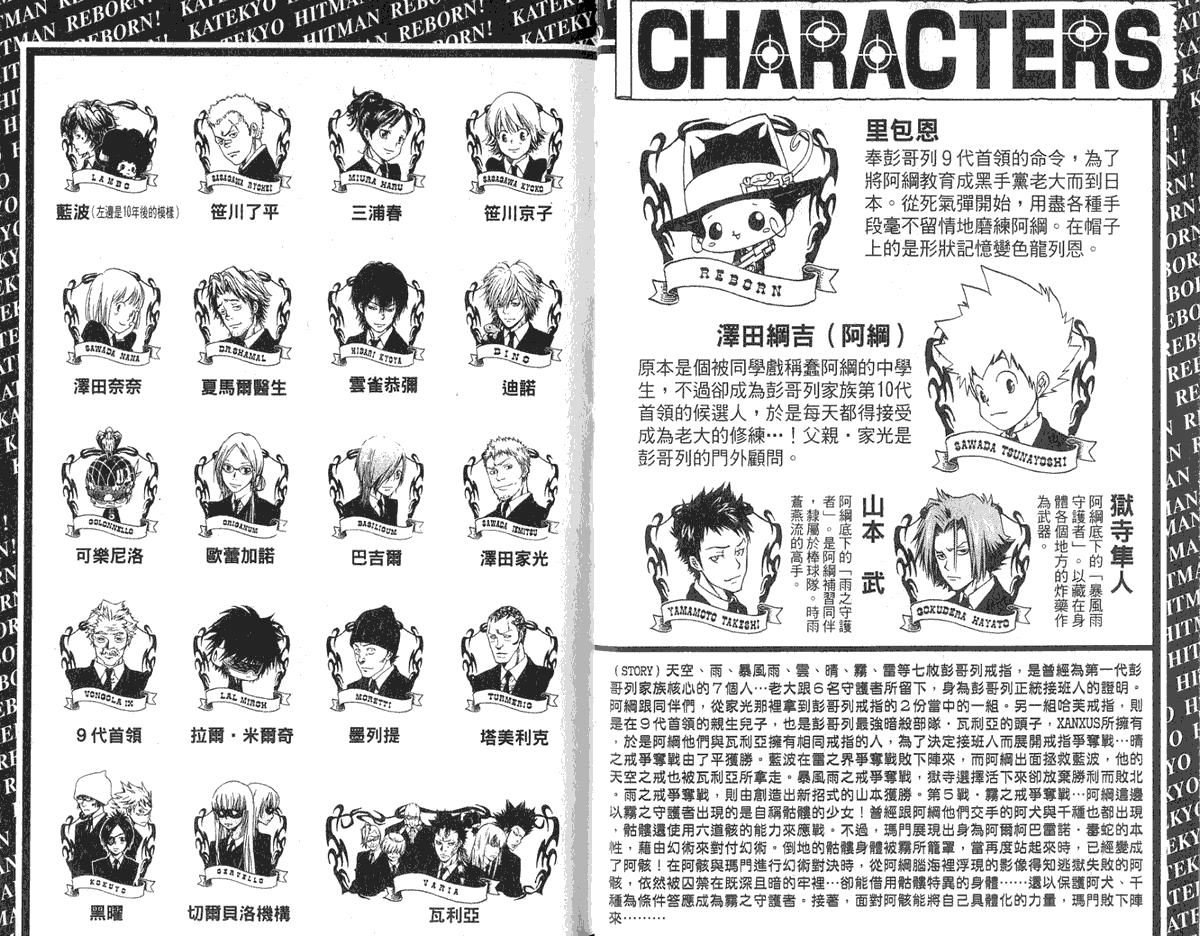 KATEKYO HITMAN REBORN!
CHARACTERS
里包恩
奉彭哥列９代首領的命令，為了
將阿綱教育成黑手黨老大而到日
本。從死氣彈開始，用盡各種手
段毫不留情地磨練阿綱。在帽子
上的是形狀記憶變色龍列恩。
REBORN
澤田綱吉（阿綱）
原本是個被同學戲稱蠢阿綱的中學
生，不過卻成為彭哥列家族第10代
首領的候選人，於是每天都得接受
成為老大的修練…！父親・家光是
彭哥列的門外顧問。
SAWADA TSUNAYOSHI
獄寺隼人
阿綱底下的「暴風雨
守護者」。以藏在身
體各個地方的炸藥作
為武器。
GOKUDERA HAYATO
山本 武
阿綱底下的「雨之守護
者」。是阿綱補習同伴
，隸屬於棒球隊。時雨
蒼燕流的高手。
YAMAMOTO TAKESHI
(STORY)天空、雨、暴風雨、雲、晴、霧、雷等七枚彭哥列戒指，是曾經為第一代彭
哥列家族核心的７個人…老大跟６名守護者所留下，身為彭哥列正統接班人的證明。
阿綱跟同伴們，從家光那裡拿到彭哥列戒指的２份當中的一組。另一組哈芙戒指，則
是在９代首領的親生兒子，也是彭哥列最強暗殺部隊・瓦利亞的頭子，XANXUS所擁有
，於是阿綱他們與瓦利亞擁有相同戒指的人，為了決定接班人而展開戒指爭奪戰…晴
之戒爭奪戰由了平獲勝。藍波在雷之界爭奪戰敗下陣來，而阿綱出面拯救藍波，他的
天空之戒也被瓦利亞所拿走。暴風雨之戒爭奪戰，獄寺選擇活下來卻放棄勝利而敗北
。雨之戒爭奪戰，則由創造出新招式的山本獲勝。第５戰・霧之戒爭奪戰…阿綱這邊
以霧之守護者出現的是自稱骷髏的少女！曾經跟阿綱他們交手的阿犬與千種也都出現
，骷髏還使用六道骸的能力來應戰。不過，瑪門展現出身為阿爾柯巴雷諾・毒蛇的本
性，藉由幻術來對付幻術。倒地的骷髏身體被霧所籠罩，當再度站起來時，已經變成
了阿骸！在阿骸與瑪門進行幻術對決時，從阿綱腦海裡浮現的影像得知逃獄失敗的阿
骸，依然被囚禁在既深且暗的牢裡…卻能借用骷髏特異的身體……還以保護阿犬、千
種為條件答應成為霧之守護者。接著，面對阿骸能將自己具體化的力量，瑪門敗下陣
來………
SASAGAWA KYOKO
笹川京子
MIURA HARU
三浦春
SASAGAWA RYOHEI
笹川了平
LAMBO
藍波（左邊是10年後的模樣）
DINO
迪諾
HIBARI KYOYA
雲雀恭彌
DR.SHAMAL
夏馬爾醫生
SAWADA NANA
澤田奈奈
SAWADA IEMITSU
澤田家光
BASILICUM
巴吉爾
ORIGANUM
歐蕾加諾
COLONNELLO
可樂尼洛
TURMERIC
塔美利克
MORETTI
墨列提
LAL MIRCH
拉爾・米爾奇
VONGOLA IX
９代首領
VARIA
瓦利亞
CERVELLO
切爾貝洛機構
KOKUYO
黑曜